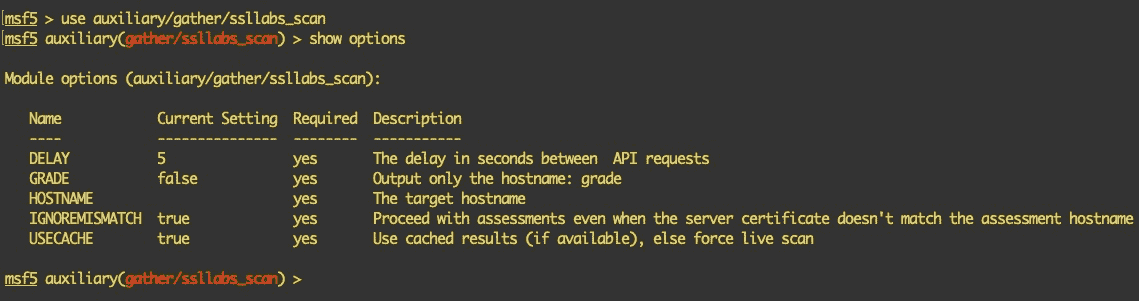 msf5 > use auxiliary/gather/ssllabs_scan
msf5 auxiliary(gather/ssllabs_scan) > show options
Module options (auxiliary/gather/ssllabs_scan):
Name Current Setting Required Description
---- --------------- -------- -----------
DELAY 5 yes The delay in seconds between  API requests
GRADE false yes Output only the hostname: grade
HOSTNAME yes The target hostname
IGNOREMISMATCH true yes Proceed with assessments even when the server certificate doesn't match the assessment hostname
USECACHE true yes Use cached results (if available), else force live scan
msf5 auxiliary(gather/ssllabs_scan) >